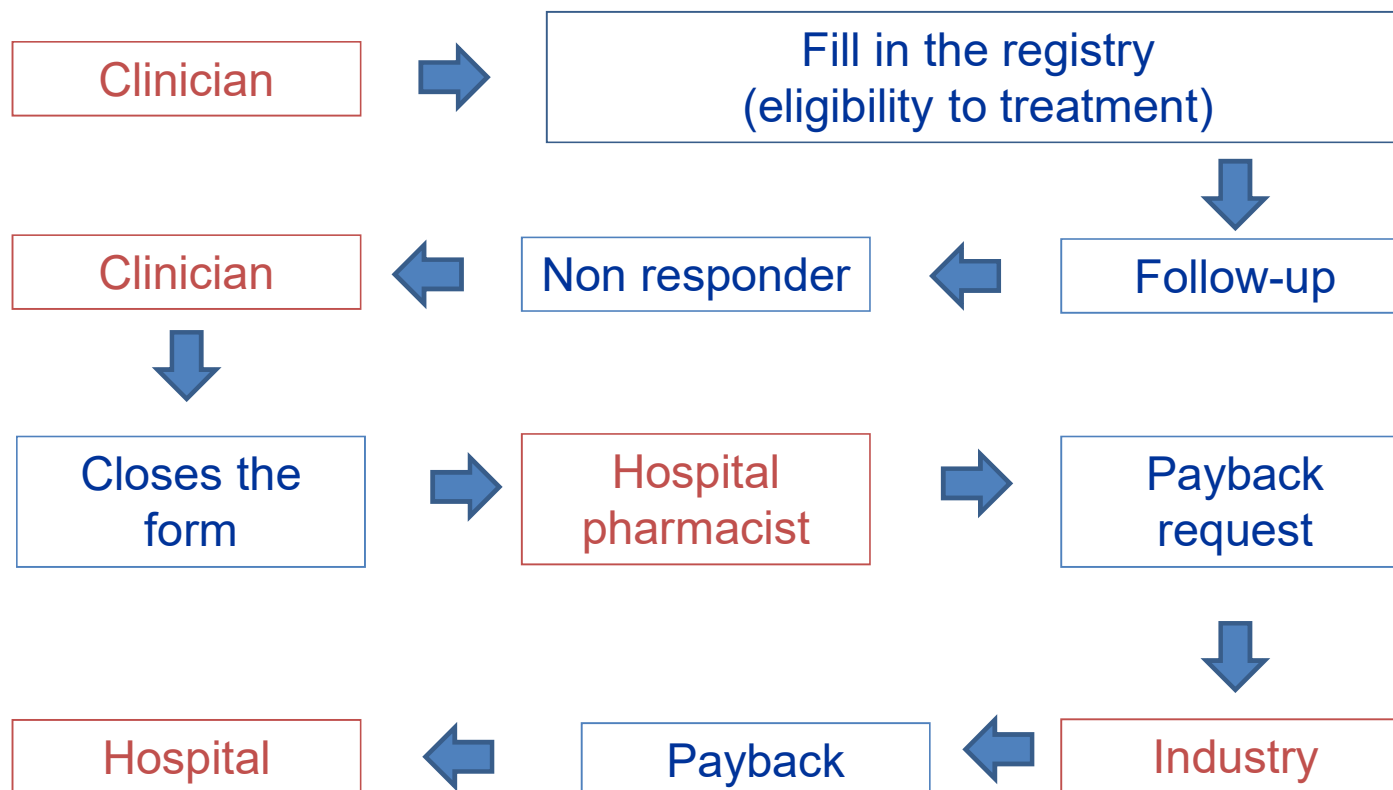 Clinician
Fill in the registry
(eligibility to treatment)
Clinician
Non responder
Follow-up
Closes the
form
Hospital
pharmacist
Payback
request
Hospital
Payback
Industry